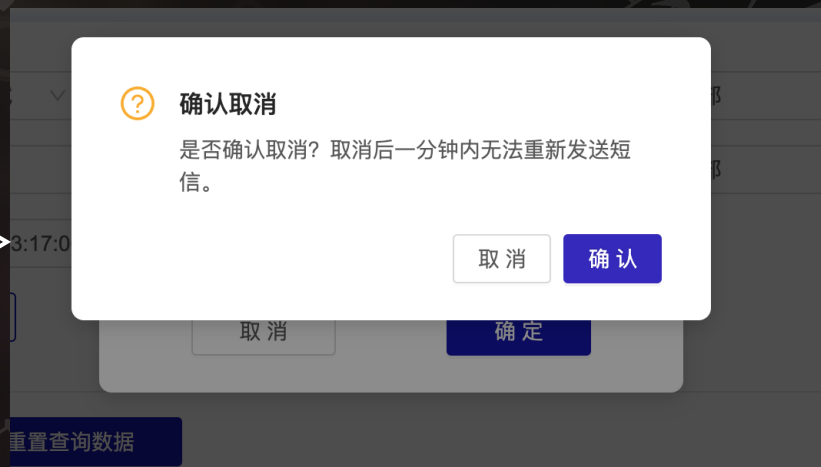 确认取消
部
是否确认取消？取消后一分钟内无法重新发送短
信。
部
3:17:0
取 消
确 认
取 消
确 定
重置查询数据